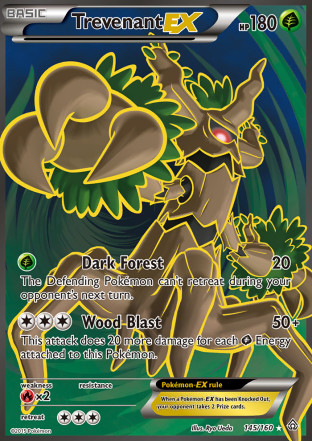 BASIC
Trevenant EX HP 180
Dark Forest 20
The Defending Pokémon can't retreat during your
opponent's next turn.
Wood Blast 50+
This attack does 20 more damage for each Energy
attached to this Pokémon.
weakness resistance
×2
retreat
Pokémon-EX rule
When a Pokémon-EX has been Knocked Out,
your opponent takes 2 Prize cards.
©2015 Pokémon Illus. Ryo Ueda 145/160